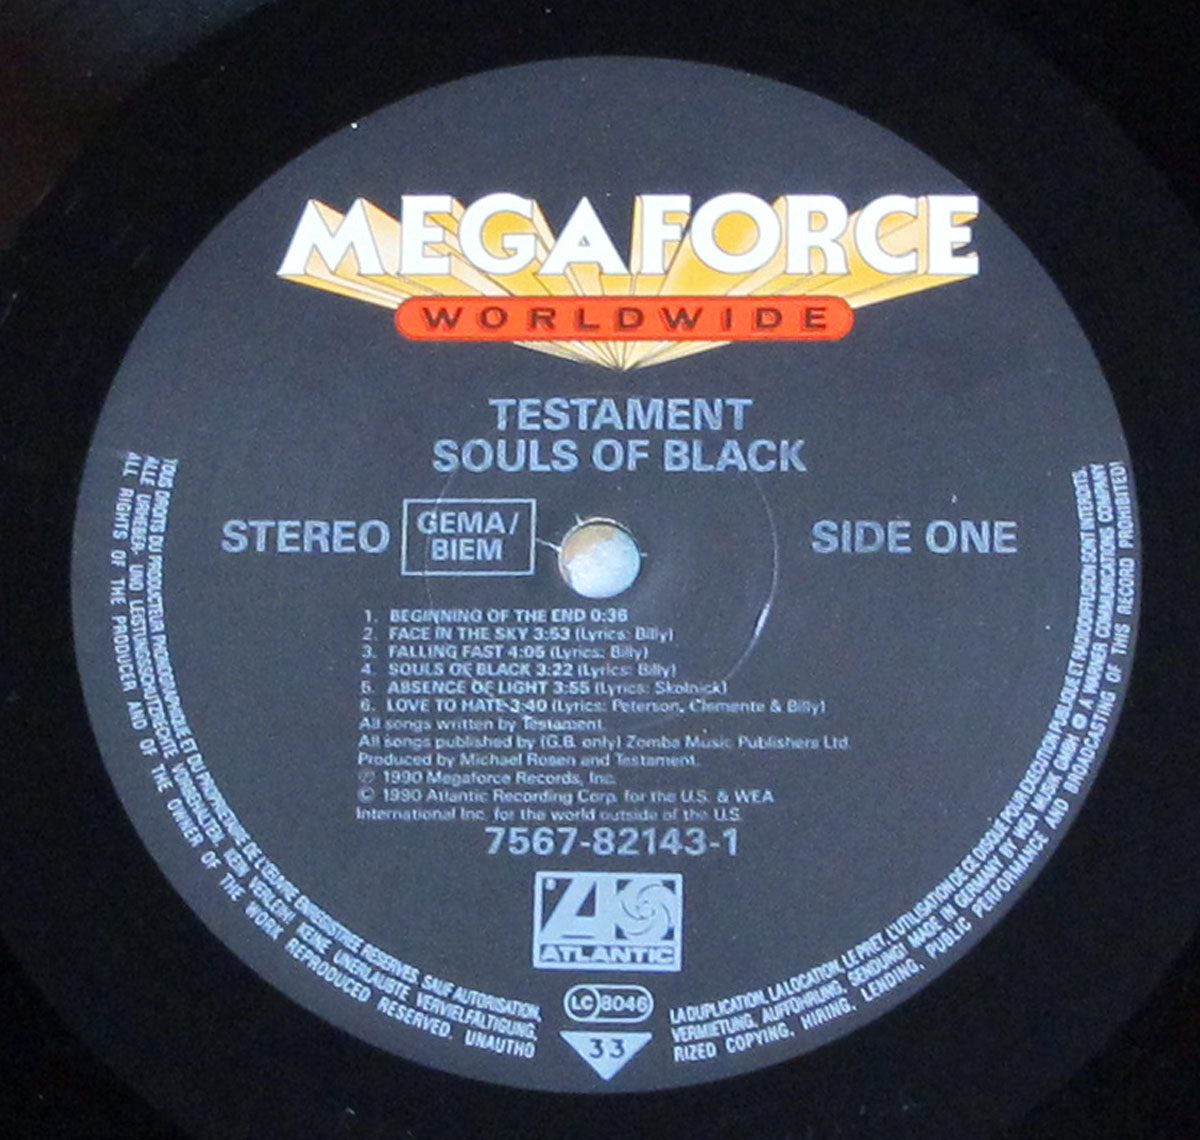 MEGAFORCE
WORLDWIDE
TESTAMENT
SOULS OF BLACK
STEREO
GEMA/
BIEM
SIDE ONE
1. BEGINNING OF THE END 0:36
2. FACE IN THE SKY 3:53 (Lyrics: Billy)
3. FALLING FAST 4:05 (Lyrics: Billy)
4. SOULS OF BLACK 3:22 (Lyrics: Billy)
5. ABSENCE OF LIGHT 3:55 (Lyrics: Skolnick)
6. LOVE TO HATE 3:40 (Lyrics: Peterson, Clemente & Billy)
All songs written by Testament.
All songs published by (G.B. only) Zomba Music Publishers Ltd.
Produced by Michael Rosen and Testament.
℗ 1990 Megaforce Records, Inc.
© 1990 Atlantic Recording Corp. for the U.S. & WEA
International Inc. for the world outside of the U.S.
7567-82143-1
ATLANTIC
LC 8046
33
TOUS DROITS DU PRODUCTEUR PHONOGRAPHIQUE ET DU PROPRIETAIRE DE L'ŒUVRE ENREGISTREE RESERVES. SAUF AUTORISATION, LA DUPLICATION, LA LOCATION, LE PRET, L'UTILISATION DE CE DISQUE POUR EXECUTION PUBLIQUE ET RADIODIFFUSION SONT INTERDITS.
ALLE URHEBER- UND LEISTUNGSSCHUTZRECHTE VORBEHALTEN. KEIN VERLEIH! KEINE UNERLAUBTE VERVIELFÄLTIGUNG, VERMIETUNG, AUFFÜHRUNG, SENDUNG! MADE IN GERMANY BY WEA MUSIK GMBH. A WARNER COMMUNICATIONS COMPANY
ALL RIGHTS OF THE PRODUCER AND OF THE OWNER OF THE WORK REPRODUCED RESERVED. UNAUTHORIZED COPYING, HIRING, LENDING, PUBLIC PERFORMANCE AND BROADCASTING OF THIS RECORD PROHIBITED!